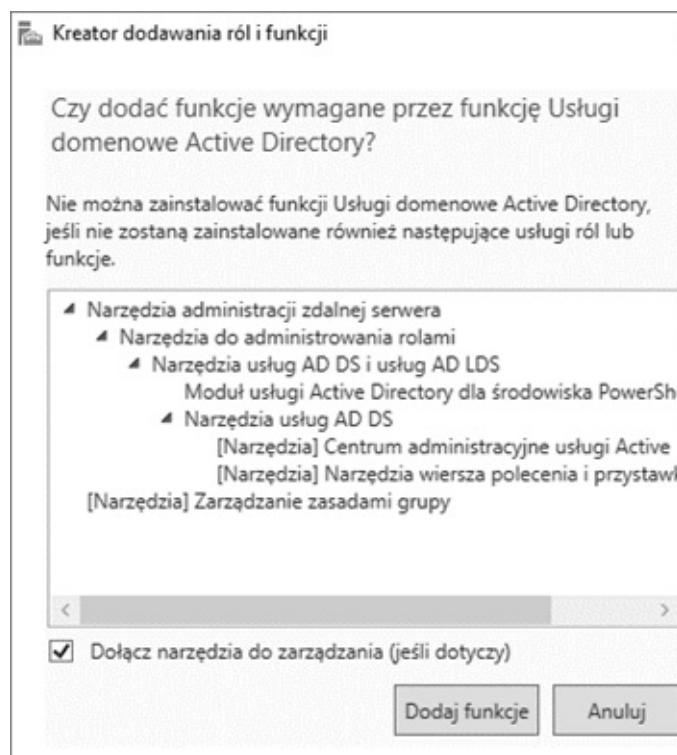 Kreator dodawania ról i funkcji
Czy dodać funkcje wymagane przez funkcję Usługi
domenowe Active Directory?
Nie można zainstalować funkcji Usługi domenowe Active Directory,
jeśli nie zostaną zainstalowane również następujące usługi ról lub
funkcje.
Narzędzia administracji zdalnej serwera
Narzędzia do administrowania rolami
Narzędzia usług AD DS i usług AD LDS
Moduł usługi Active Directory dla środowiska PowerSh
Narzędzia usług AD DS
[Narzędzia] Centrum administracyjne usługi Active
[Narzędzia] Narzędzia wiersza polecenia i przystawk
[Narzędzia] Zarządzanie zasadami grupy
Dołącz narzędzia do zarządzania (jeśli dotyczy)
Dodaj funkcje Anuluj